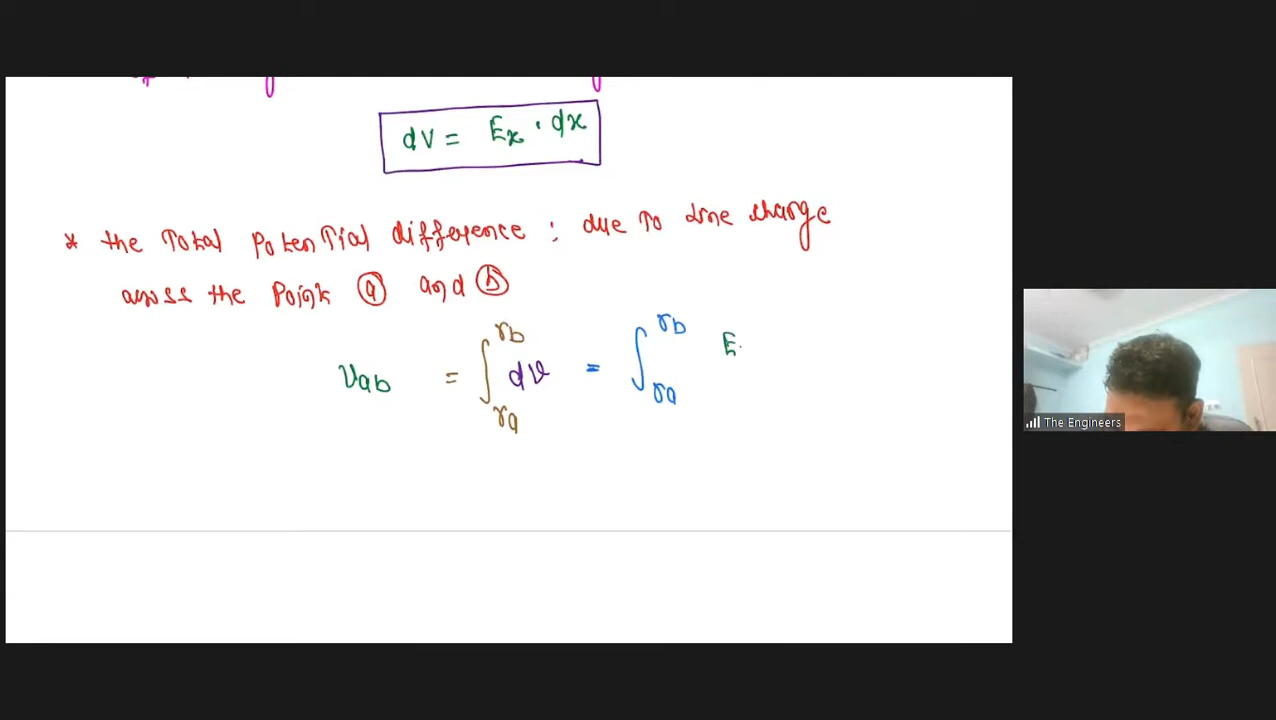 dV = Ex · dx
* the Total Potential difference : due to line charge
across the Points ⓐ and ⓑ
Vab = ∫ra^rb dV = ∫ra^rb E
The Engineers